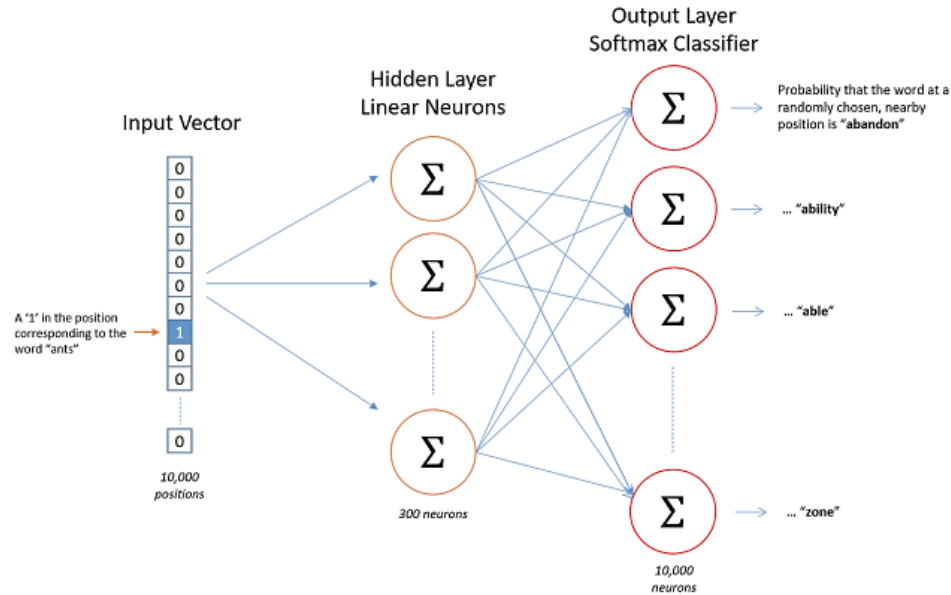 Output Layer
Softmax Classifier
Hidden Layer
Linear Neurons
Input Vector
0
0
0
0
0
0
0
1
0
0
0
A ‘1’ in the position
corresponding to the
word “ants”
10,000
positions
Σ
Σ
Σ
300 neurons
Σ
Σ
Σ
Σ
10,000
neurons
Probability that the word at a
randomly chosen, nearby
position is “abandon”
... “ability”
... “able”
... “zone”